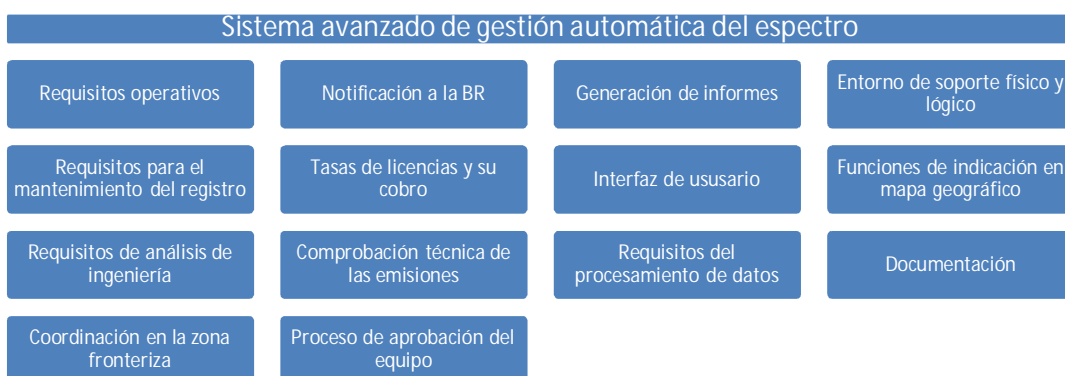 Sistema avanzado de gestión automática del espectro
Requisitos operativos
Notificación a la BR
Generación de informes
Entorno de soporte físico y
lógico
Requisitos para el
mantenimiento del registro
Tasas de licencias y su
cobro
Interfaz de ususario
Funciones de indicación en
mapa geográfico
Requisitos de análisis de
ingeniería
Comprobación técnica de
las emisiones
Requisitos del
procesamiento de datos
Documentación
Coordinación en la zona
fronteriza
Proceso de aprobación del
equipo